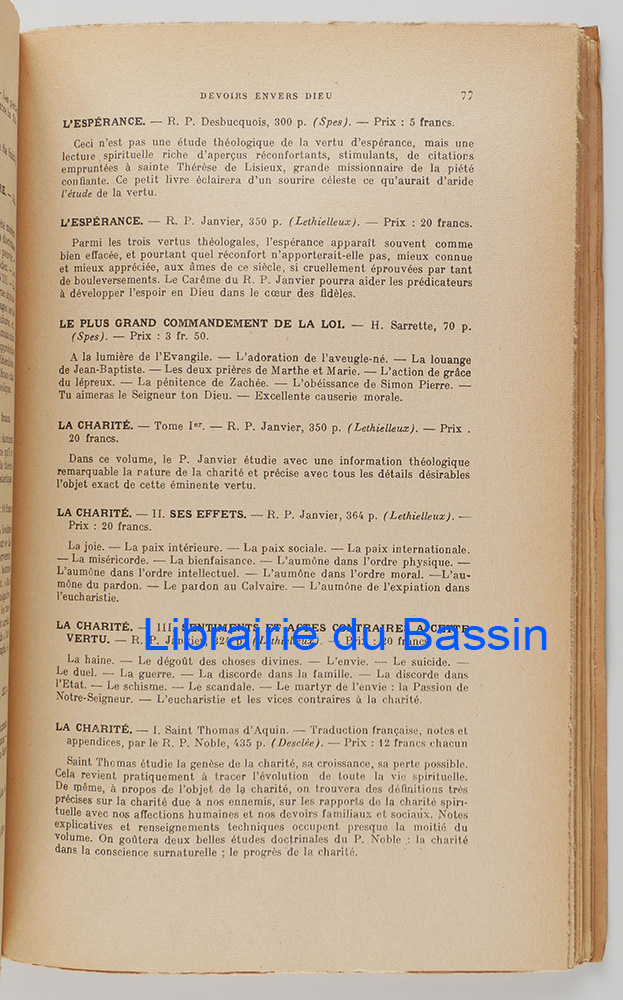 DEVOIRS ENVERS DIEU 77
L'ESPÉRANCE. — R. P. Desbucquois, 300 p. (Spes). — Prix : 5 francs.
Ceci n'est pas une étude théologique de la vertu d'espérance, mais une
lecture spirituelle riche d'aperçus réconfortants, stimulants, de citations
empruntées à sainte Thérèse de Lisieux, grande missionnaire de la piété
confiante. Ce petit livre éclairera d'un sourire céleste ce qu'aurait d'aride
l'étude de la vertu.
L'ESPÉRANCE. — R. P. Janvier, 350 p. (Lethielleux). — Prix : 20 francs.
Parmi les trois vertus théologales, l'espérance apparaît souvent comme
bien effacée, et pourtant quel réconfort n'apporterait-elle pas, mieux connue
et mieux appréciée, aux âmes de ce siècle, si cruellement éprouvées par tant
de bouleversements. Le Carême du R. P. Janvier pourra aider les prédicateurs
à développer l'espoir en Dieu dans le cœur des fidèles.
LE PLUS GRAND COMMANDEMENT DE LA LOI. — H. Sarrette, 70 p.
(Spes). — Prix : 3 fr. 50.
A la lumière de l'Evangile. — L'adoration de l'aveugle-né. — La louange
de Jean-Baptiste. — Les deux prières de Marthe et Marie. — L'action de grâce
du lépreux. — La pénitence de Zachée. — L'obéissance de Simon Pierre. —
Tu aimeras le Seigneur ton Dieu. — Excellente causerie morale.
LA CHARITÉ. — Tome Ier. — R. P. Janvier, 350 p. (Lethielleux). — Prix .
20 francs.
Dans ce volume, le P. Janvier étudie avec une information théologique
remarquable la nature de la charité et précise avec tous les détails désirables
l'objet exact de cette éminente vertu.
LA CHARITÉ. — II. SES EFFETS. — R. P. Janvier, 364 p. (Lethielleux). —
Prix : 20 francs.
La joie. — La paix intérieure. — La paix sociale. — La paix internationale.
— La miséricorde. — La bienfaisance. — L'aumône dans l'ordre physique. —
L'aumône dans l'ordre intellectuel. — L'aumône dans l'ordre moral. —L'au-
mône du pardon. — Le pardon au Calvaire. — L'aumône de l'expiation dans
l'eucharistie.
LA CHARITÉ. — III. SENTIMENTS ET ACTES CONTRAIRES A CETTE
VERTU. — R. P. Janvier, (Lethielleux). — Prix : 20 francs
Librairie du Bassin
La haine. — Le dégoût des choses divines. — L'envie. — Le suicide. —
Le duel. — La guerre. — La discorde dans la famille. — La discorde dans
l'Etat. — Le schisme. — Le scandale. — Le martyr de l'envie : la Passion de
Notre-Seigneur. — L'eucharistie et les vices contraires à la charité.
LA CHARITÉ. — I. Saint Thomas d'Aquin. — Traduction française, notes et
appendices, par le R. P. Noble, 435 p. (Desclée). — Prix : 12 francs chacun
Saint Thomas étudie la genèse de la charité, sa croissance, sa perte possible.
Cela revient pratiquement à tracer l'évolution de toute la vie spirituelle.
De même, à propos de l'objet de la charité, on trouvera des définitions très
précises sur la charité due à nos ennemis, sur les rapports de la charité spiri-
tuelle avec nos affections humaines et nos devoirs familiaux et sociaux. Notes
explicatives et renseignements techniques occupent presque la moitié du
volume. On goûtera deux belles études doctrinales du P. Noble : la charité
dans la conscience surnaturelle ; le progrès de la charité.